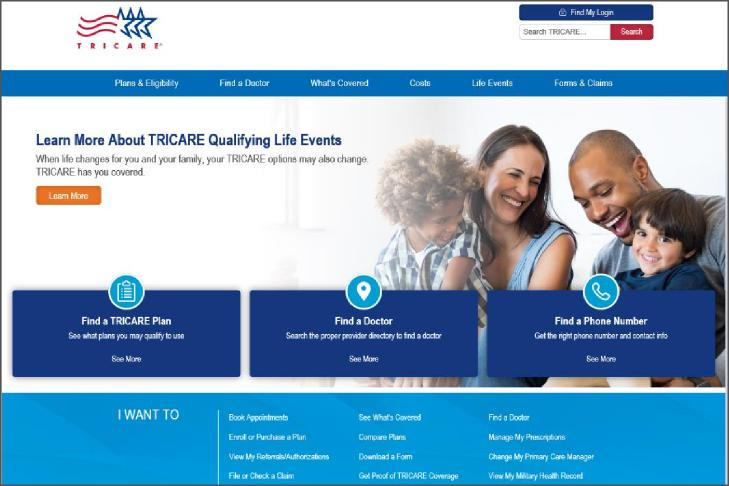 TRICARE
Find My Login
Search TRICARE...
Search
Plans & Eligibility
Find a Doctor
What's Covered
Costs
Life Events
Forms & Claims
Learn More About TRICARE Qualifying Life Events
When life changes for you and your family, your TRICARE options may also change.
TRICARE has you covered.
Learn More
Find a TRICARE Plan
See what plans you may qualify to use
See More
Find a Doctor
Search the proper provider directory to find a doctor
See More
Find a Phone Number
Get the right phone number and contact info
See More
I WANT TO
Book Appointments
See What's Covered
Find a Doctor
Enroll or Purchase a Plan
Compare Plans
Manage My Prescriptions
View My Referrals/Authorizations
Download a Form
Change My Primary Care Manager
File or Check a Claim
Get Proof of TRICARE Coverage
View My Military Health Record